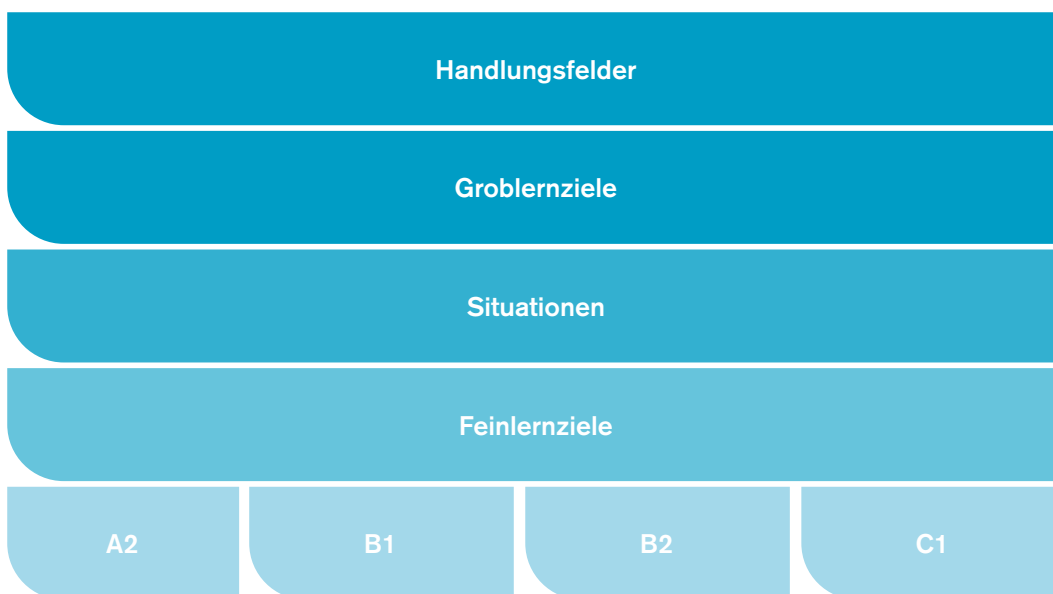 Handlungsfelder
Groblernziele
Situationen
Feinlernziele
A2 B1 B2 C1